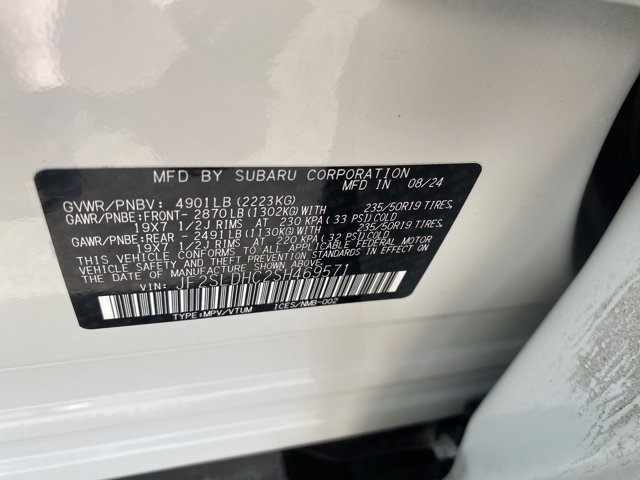 MFD BY SUBARU CORPORATION
MFD IN 08/24
GVWR/PNBV: 4901LB (2223KG)
GAWR/PNBE:FRONT- 2870LB(1302KG)WITH 235/50R19 TIRES,
19X7 1/2J RIMS AT 230 KPA(33 PSI)COLD
GAWR/PNBE:REAR - 2491LB(1130KG)WITH 235/50R19 TIRES,
19X7 1/2J RIMS AT 220 KPA(32 PSI)COLD
THIS VEHICLE CONFORMS TO ALL APPLICABLE FEDERAL MOTOR
VEHICLE SAFETY AND THEFT PREVENTION STANDARDS IN
EFFECT ON THE DATE OF MANUFACTURE SHOWN ABOVE.
VIN: JF2SLDHC2SH469571
TYPE:MPV/VTUM ICES/NMB-002